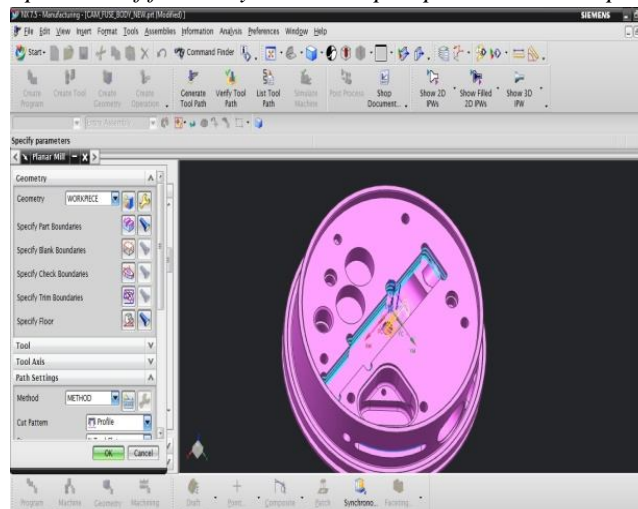 NX 7.5 - Manufacturing - [CAM_FUSE_BODY_NEW.prt (Modified)]
SIEMENS
File Edit View Insert Format Tools Assemblies Information Analysis Preferences Window Help
Start Command Finder
Create Program Create Tool Create Geometry Create Operation Generate Tool Path Verify Tool Path List Tool Path Simulate Machine Post Process Shop Document... Show 2D IPWs Show Filled 2D IPWs Show 3D IPW
Entire Assembly
Specify parameters
Planar Mill
Geometry
Geometry WORKPIECE
Specify Part Boundaries
Specify Blank Boundaries
Specify Check Boundaries
Specify Trim Boundaries
Specify Floor
Tool
Tool Axis
Path Settings
Method METHOD
Cut Pattern Profile
OK Cancel
Program Machine Geometry Machining Draft Point... Composite Patch Synchrono... Faceting...